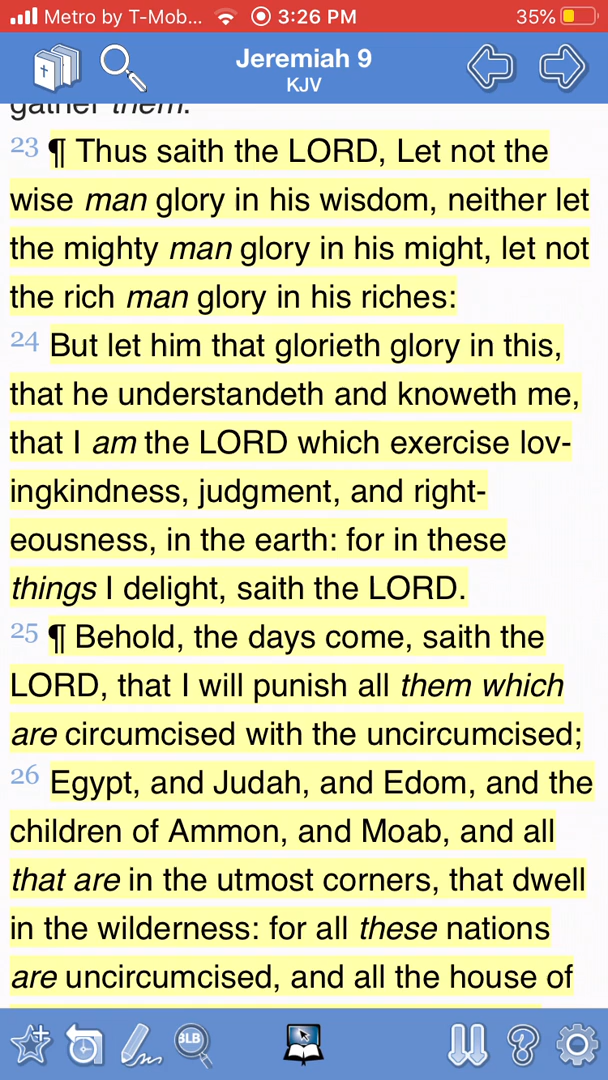 Metro by T-Mob... 3:26 PM 35%
Jeremiah 9
KJV
gather them.
23 ¶ Thus saith the LORD, Let not the
wise man glory in his wisdom, neither let
the mighty man glory in his might, let not
the rich man glory in his riches:
24 But let him that glorieth glory in this,
that he understandeth and knoweth me,
that I am the LORD which exercise lov-
ingkindness, judgment, and right-
eousness, in the earth: for in these
things I delight, saith the LORD.
25 ¶ Behold, the days come, saith the
LORD, that I will punish all them which
are circumcised with the uncircumcised;
26 Egypt, and Judah, and Edom, and the
children of Ammon, and Moab, and all
that are in the utmost corners, that dwell
in the wilderness: for all these nations
are uncircumcised, and all the house of
BLB